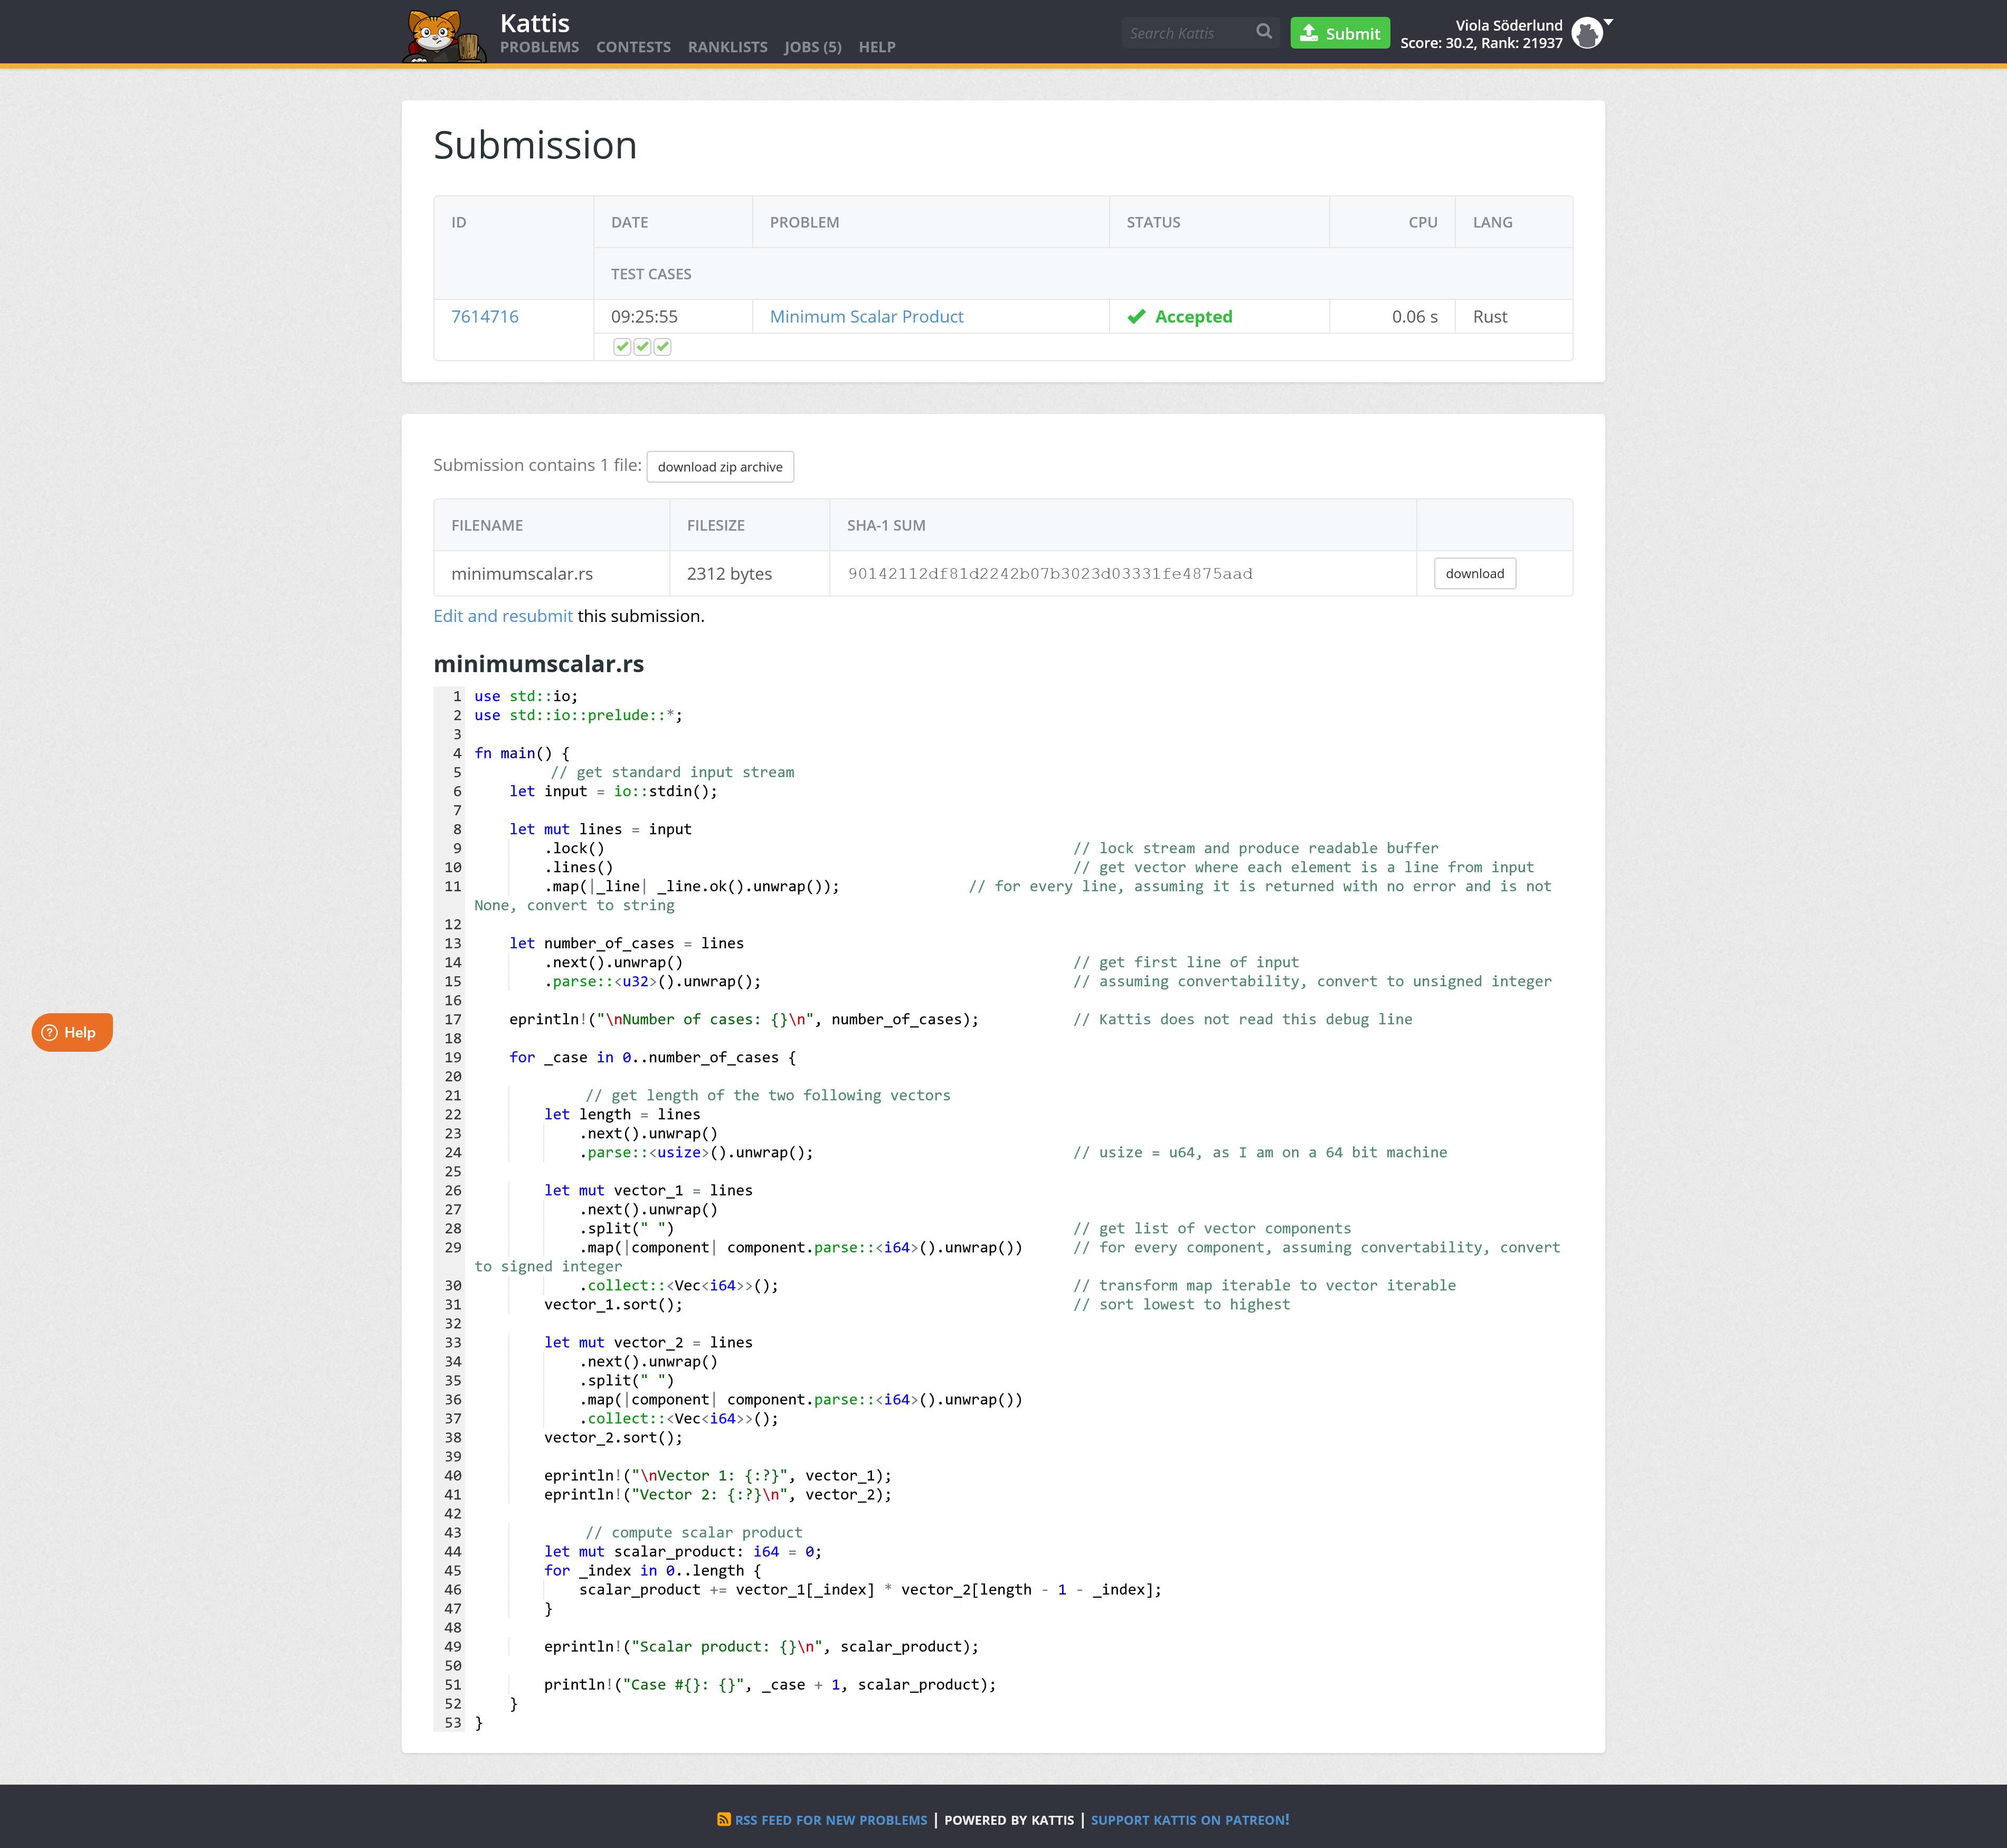 Kattis
PROBLEMS CONTESTS RANKLISTS JOBS (5) HELP
Search Kattis
Submit
Viola Söderlund
Score: 30.2, Rank: 21937
Submission
ID DATE PROBLEM STATUS CPU LANG
TEST CASES
7614716 09:25:55 Minimum Scalar Product Accepted 0.06 s Rust
Submission contains 1 file: download zip archive
FILENAME FILESIZE SHA-1 SUM
minimumscalar.rs 2312 bytes 90142112df81d2242b07b3023d03331fe4875aad download
Edit and resubmit this submission.
minimumscalar.rs
1 use std::io;
2 use std::io::prelude::*;
3
4 fn main() {
5 // get standard input stream
6 let input = io::stdin();
7
8 let mut lines = input
9 .lock() // lock stream and produce readable buffer
10 .lines() // get vector where each element is a line from input
11 .map(|_line| _line.ok().unwrap()); // for every line, assuming it is returned with no error and is not
None, convert to string
12
13 let number_of_cases = lines
14 .next().unwrap() // get first line of input
15 .parse::<u32>().unwrap(); // assuming convertability, convert to unsigned integer
16
17 eprintln!("\nNumber of cases: {}\n", number_of_cases); // Kattis does not read this debug line
18
19 for _case in 0..number_of_cases {
20
21 // get length of the two following vectors
22 let length = lines
23 .next().unwrap()
24 .parse::<usize>().unwrap(); // usize = u64, as I am on a 64 bit machine
25
26 let mut vector_1 = lines
27 .next().unwrap()
28 .split(" ") // get list of vector components
29 .map(|component| component.parse::<i64>().unwrap()) // for every component, assuming convertability, convert
to signed integer
30 .collect::<Vec<i64>>(); // transform map iterable to vector iterable
31 vector_1.sort(); // sort lowest to highest
32
33 let mut vector_2 = lines
34 .next().unwrap()
35 .split(" ")
36 .map(|component| component.parse::<i64>().unwrap())
37 .collect::<Vec<i64>>();
38 vector_2.sort();
39
40 eprintln!("\nVector 1: {:?}", vector_1);
41 eprintln!("Vector 2: {:?}\n", vector_2);
42
43 // compute scalar product
44 let mut scalar_product: i64 = 0;
45 for _index in 0..length {
46 scalar_product += vector_1[_index] * vector_2[length - 1 - _index];
47 }
48
49 eprintln!("Scalar product: {}\n", scalar_product);
50
51 println!("Case #{}: {}", _case + 1, scalar_product);
52 }
53 }
Help
RSS FEED FOR NEW PROBLEMS | POWERED BY KATTIS | SUPPORT KATTIS ON PATREON!